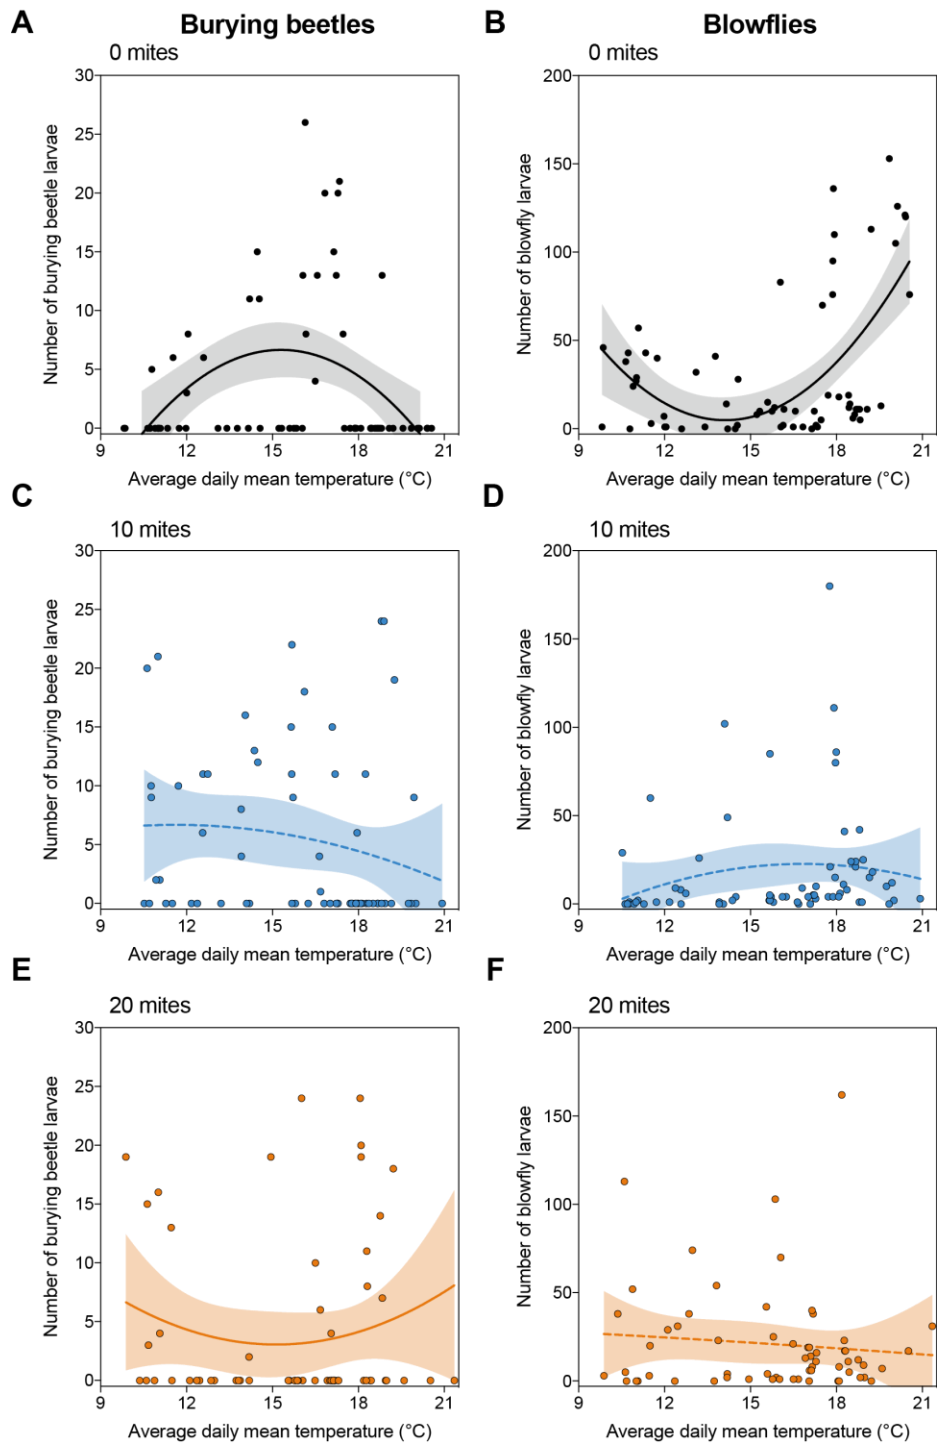 A Burying beetles
0 mites
30
25
20
15
10
5
0
Number of burying beetle larvae
9 12 15 18 21
Average daily mean temperature (°C)
B Blowflies
0 mites
200
150
100
50
0
Number of blowfly larvae
9 12 15 18 21
Average daily mean temperature (°C)
C
10 mites
30
25
20
15
10
5
0
Number of burying beetle larvae
9 12 15 18 21
Average daily mean temperature (°C)
D
10 mites
200
150
100
50
0
Number of blowfly larvae
9 12 15 18 21
Average daily mean temperature (°C)
E
20 mites
30
25
20
15
10
5
0
Number of burying beetle larvae
9 12 15 18 21
Average daily mean temperature (°C)
F
20 mites
200
150
100
50
0
Number of blowfly larvae
9 12 15 18 21
Average daily mean temperature (°C)